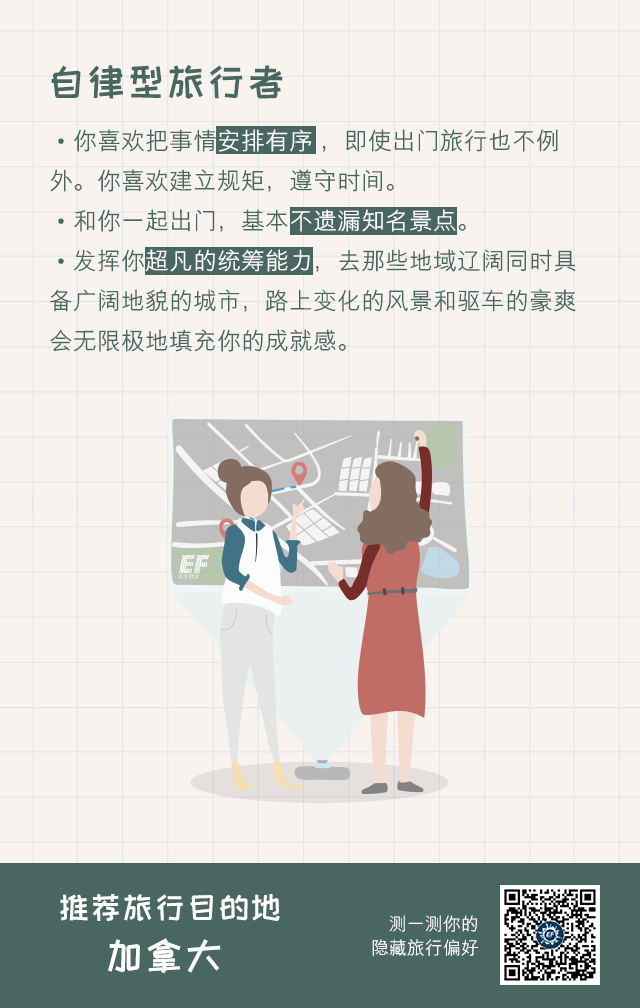 自律型旅行者
•你喜欢把事情安排有序，即使出门旅行也不例
外。你喜欢建立规矩，遵守时间。
•和你一起出门，基本不遗漏知名景点。
•发挥你超凡的统筹能力，去那些地域辽阔同时具
备广阔地貌的城市，路上变化的风景和驱车的豪爽
会无限极地填充你的成就感。
EF
推荐旅行目的地
加拿大
测一测你的
隐藏旅行偏好